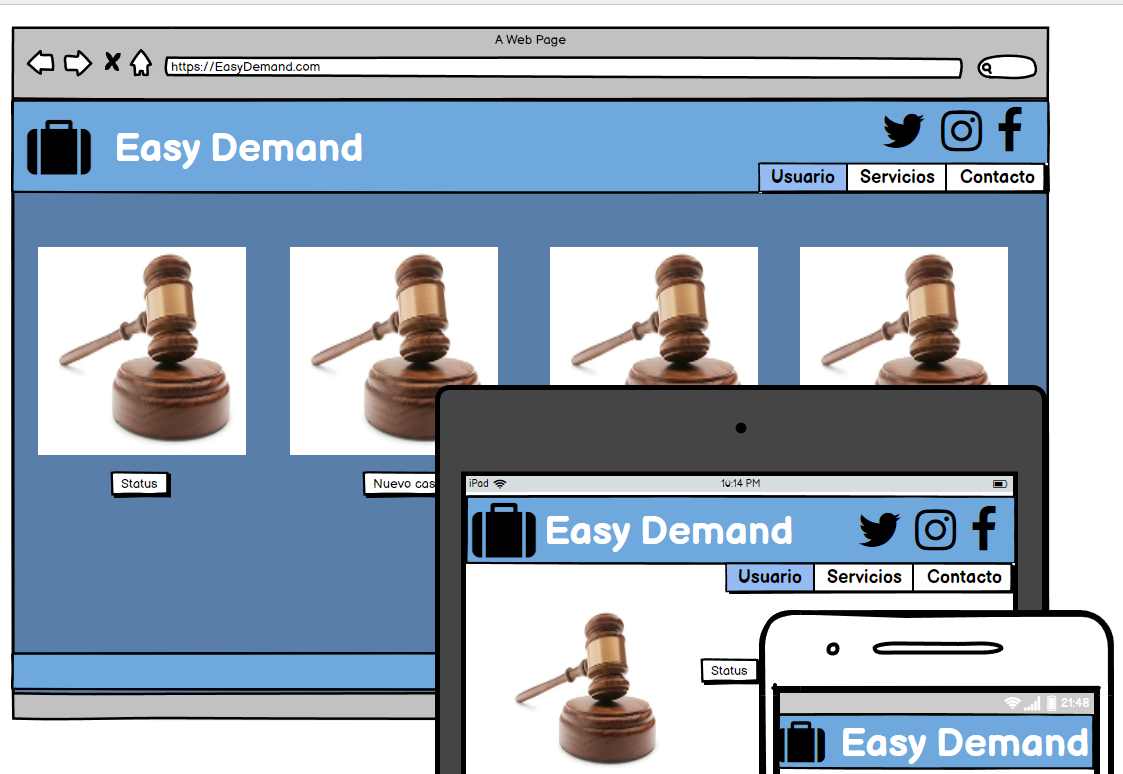 A Web Page
https://EasyDemand.com
Easy Demand
Usuario Servicios Contacto
Status
Nuevo cas
iPad 10:14 PM
Easy Demand
Usuario Servicios Contacto
Status
21:48
Easy Demand